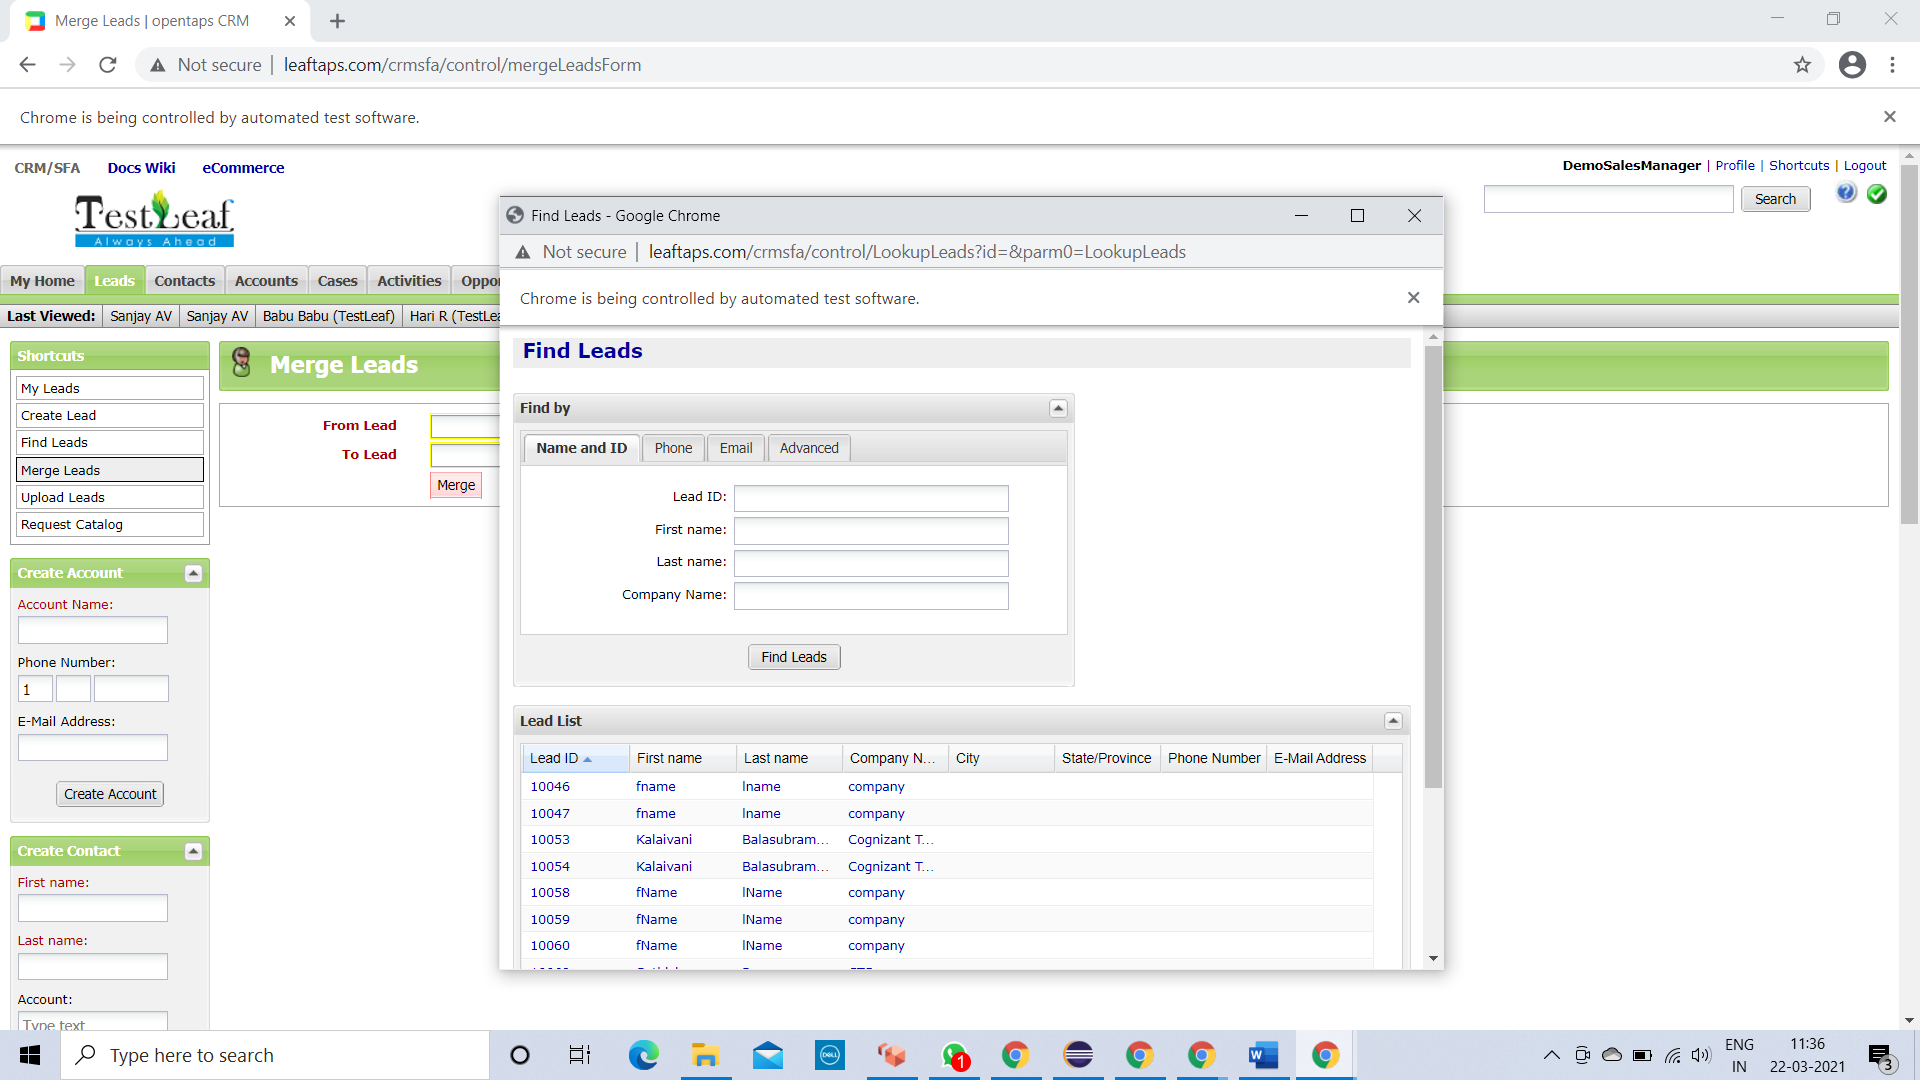 Merge Leads | opentaps CRM
Not secure | leaftaps.com/crmsfa/control/mergeLeadsForm
Chrome is being controlled by automated test software.
CRM/SFA Docs Wiki eCommerce
DemoSalesManager | Profile | Shortcuts | Logout
TestLeaf
Always Ahead
Search
My Home Leads Contacts Accounts Cases Activities
Last Viewed: Sanjay AV Sanjay AV Babu Babu (TestLeaf) Hari R
Shortcuts
My Leads
Create Lead
Find Leads
Merge Leads
Upload Leads
Request Catalog
Create Account
Account Name:
Phone Number:
1
E-Mail Address:
Create Account
Create Contact
First name:
Last name:
Account:
Type text
Merge Leads
From Lead
To Lead
Merge
Find Leads - Google Chrome
Not secure | leaftaps.com/crmsfa/control/LookupLeads?id=&parm0=LookupLeads
Chrome is being controlled by automated test software.
Find Leads
Find by
Name and ID Phone Email Advanced
Lead ID:
First name:
Last name:
Company Name:
Find Leads
Lead List
Lead ID First name Last name Company N... City State/Province Phone Number E-Mail Address
10046 fname lname company
10047 fname lname company
10053 Kalaivani Balasubram... Cognizant T...
10054 Kalaivani Balasubram... Cognizant T...
10058 fName lName company
10059 fName lName company
10060 fName lName company
Type here to search
DELL
1
ENG
IN
11:36
22-03-2021
3